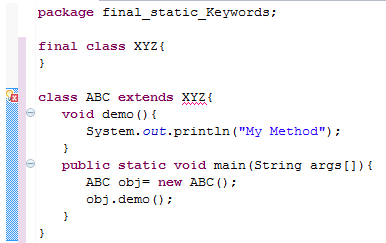 package final_static_Keywords;
final class XYZ{
}
class ABC extends XYZ{
void demo(){
System.out.println("My Method");
}
public static void main(String args[]){
ABC obj= new ABC();
obj.demo();
}
}